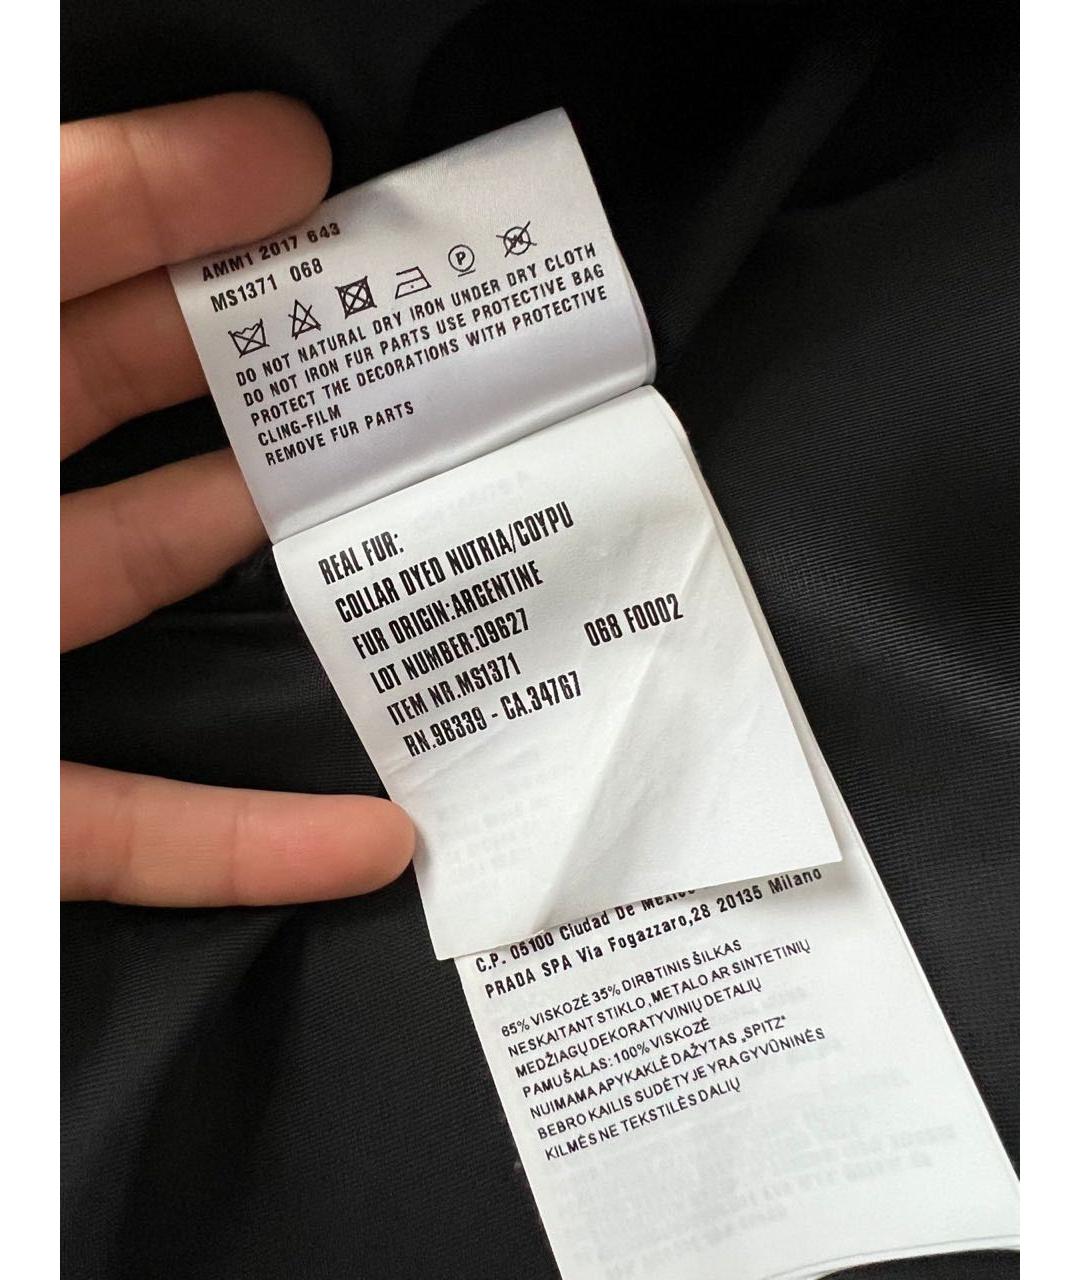 AMM1 2017 643
MS1371 068
DO NOT NATURAL DRY IRON UNDER DRY CLOTH
DO NOT IRON FUR PARTS USE PROTECTIVE BAG
PROTECT THE DECORATIONS WITH PROTECTIVE
CLING-FILM
REMOVE FUR PARTS
REAL FUR:
COLLAR DYED NUTRIA/COYPU
FUR ORIGIN:ARGENTINE
LOT NUMBER:09627
ITEM NR.MS1371 068 F0002
RN.98339 - CA.34767
C.P. 05100 Ciudad De Mexico
PRADA SPA Via Fogazzaro,28 20135 Milano
65% VISKOZĖ 35% DIRBTINIS ŠILKAS
NESKAITANT STIKLO, METALO AR SINTETINIŲ
MEDŽIAGŲ DEKORATYVINIŲ DETALIŲ
PAMUŠALAS: 100% VISKOZĖ
NUIMAMA APYKAKLĖ DAŽYTAS „SPITZ"
BEBRO KAILIS SUDĖTYJE YRA GYVŪNINĖS
KILMĖS NE TEKSTILĖS DALIŲ